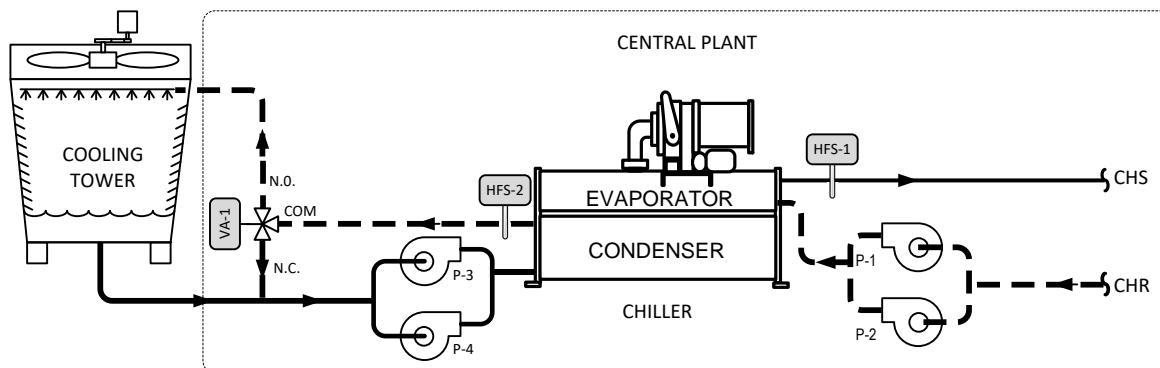 CENTRAL PLANT
COOLING
TOWER
N.0.
VA-1
COM
N.C.
HFS-2
HFS-1
EVAPORATOR
CONDENSER
CHS
P-3
P-4
P-1
P-2
CHR
CHILLER